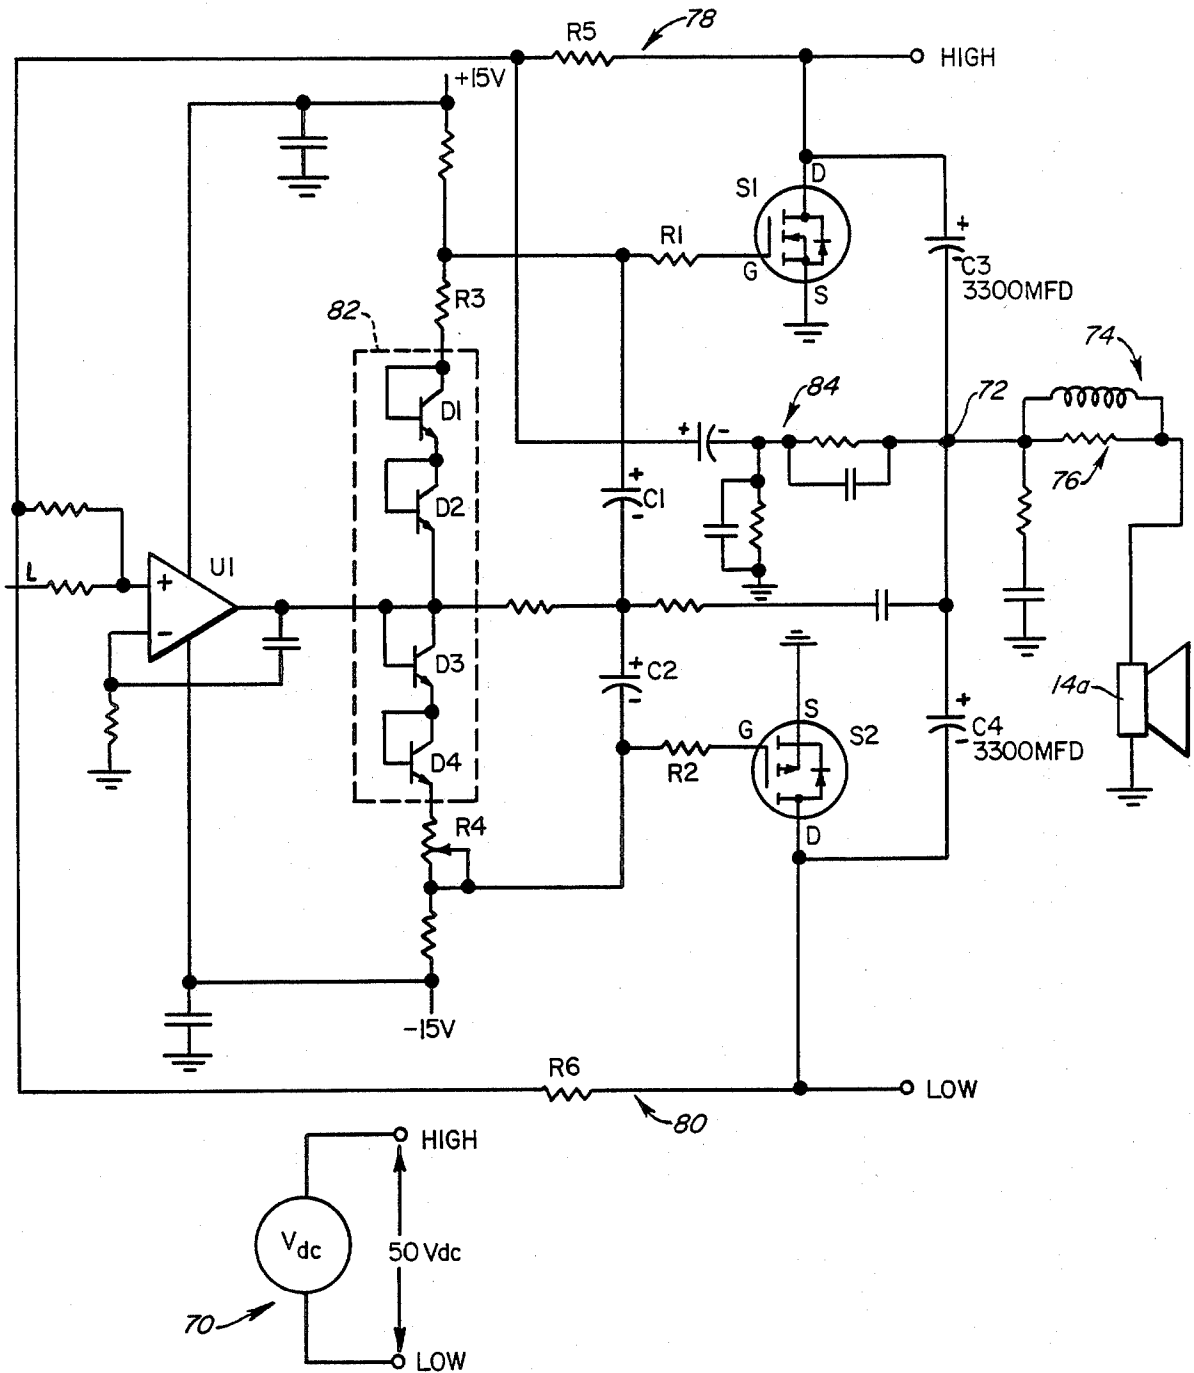 R5
78
HIGH
+15V
D
S1
R1
+
G
C3
3300MFD
-
S
R3
82
84
72
74
D1
+ -
76
+
C1
-
D2
L
+
U1
-
D3
+
C2
-
14a
S
G
S2
+
C4
3300MFD
-
D4
R2
R4
D
-15V
R6
LOW
80
HIGH
Vdc
50 Vdc
70
LOW